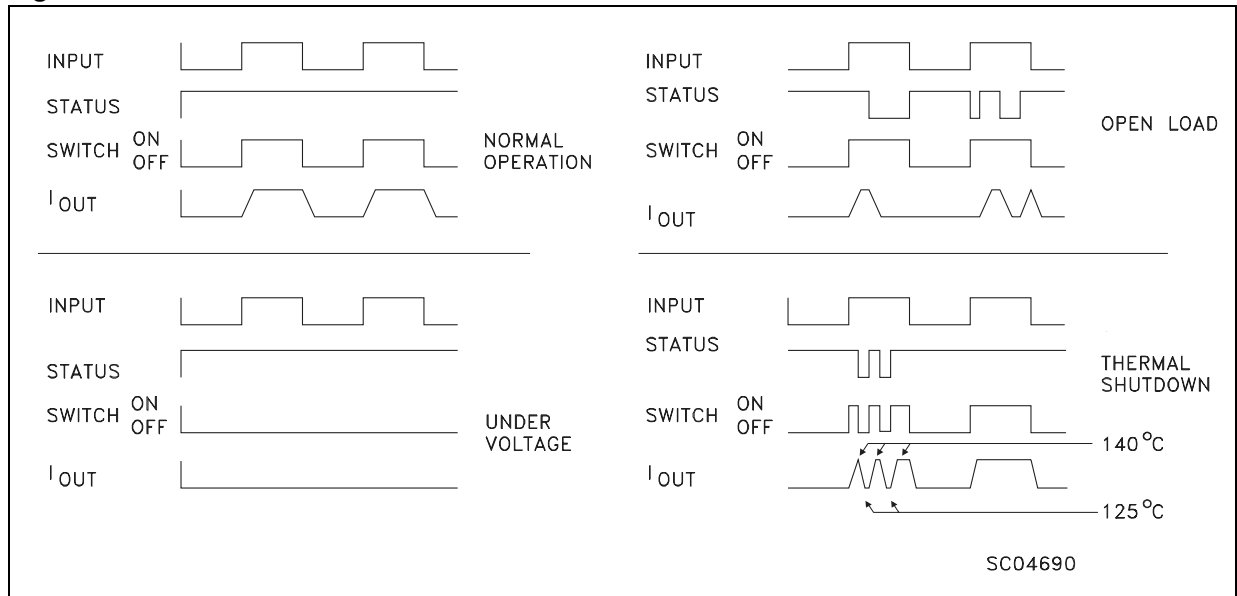 INPUT
STATUS
SWITCH ON
OFF
I OUT
NORMAL
OPERATION
INPUT
STATUS
SWITCH ON
OFF
I OUT
OPEN LOAD
INPUT
STATUS
SWITCH ON
OFF
I OUT
UNDER
VOLTAGE
INPUT
STATUS
SWITCH ON
OFF
I OUT
THERMAL
SHUTDOWN
140 °C
125 °C
SC04690